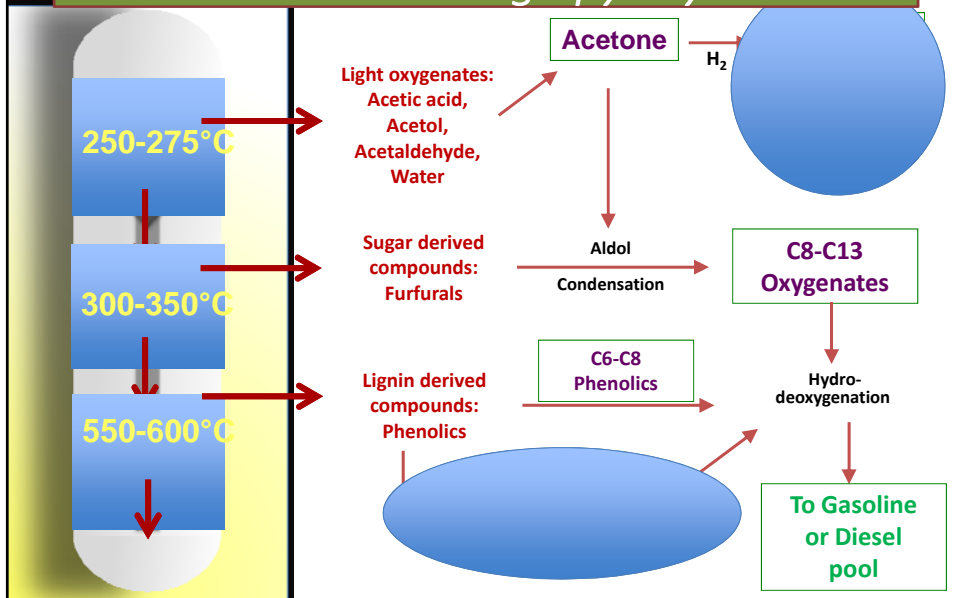 Acetone
H2
Light oxygenates:
Acetic acid,
Acetol,
Acetaldehyde,
Water
250-275°C
Sugar derived
compounds:
Furfurals
Aldol
Condensation
C8-C13
Oxygenates
300-350°C
C6-C8
Phenolics
Lignin derived
compounds:
Phenolics
Hydro-
deoxygenation
550-600°C
To Gasoline
or Diesel
pool